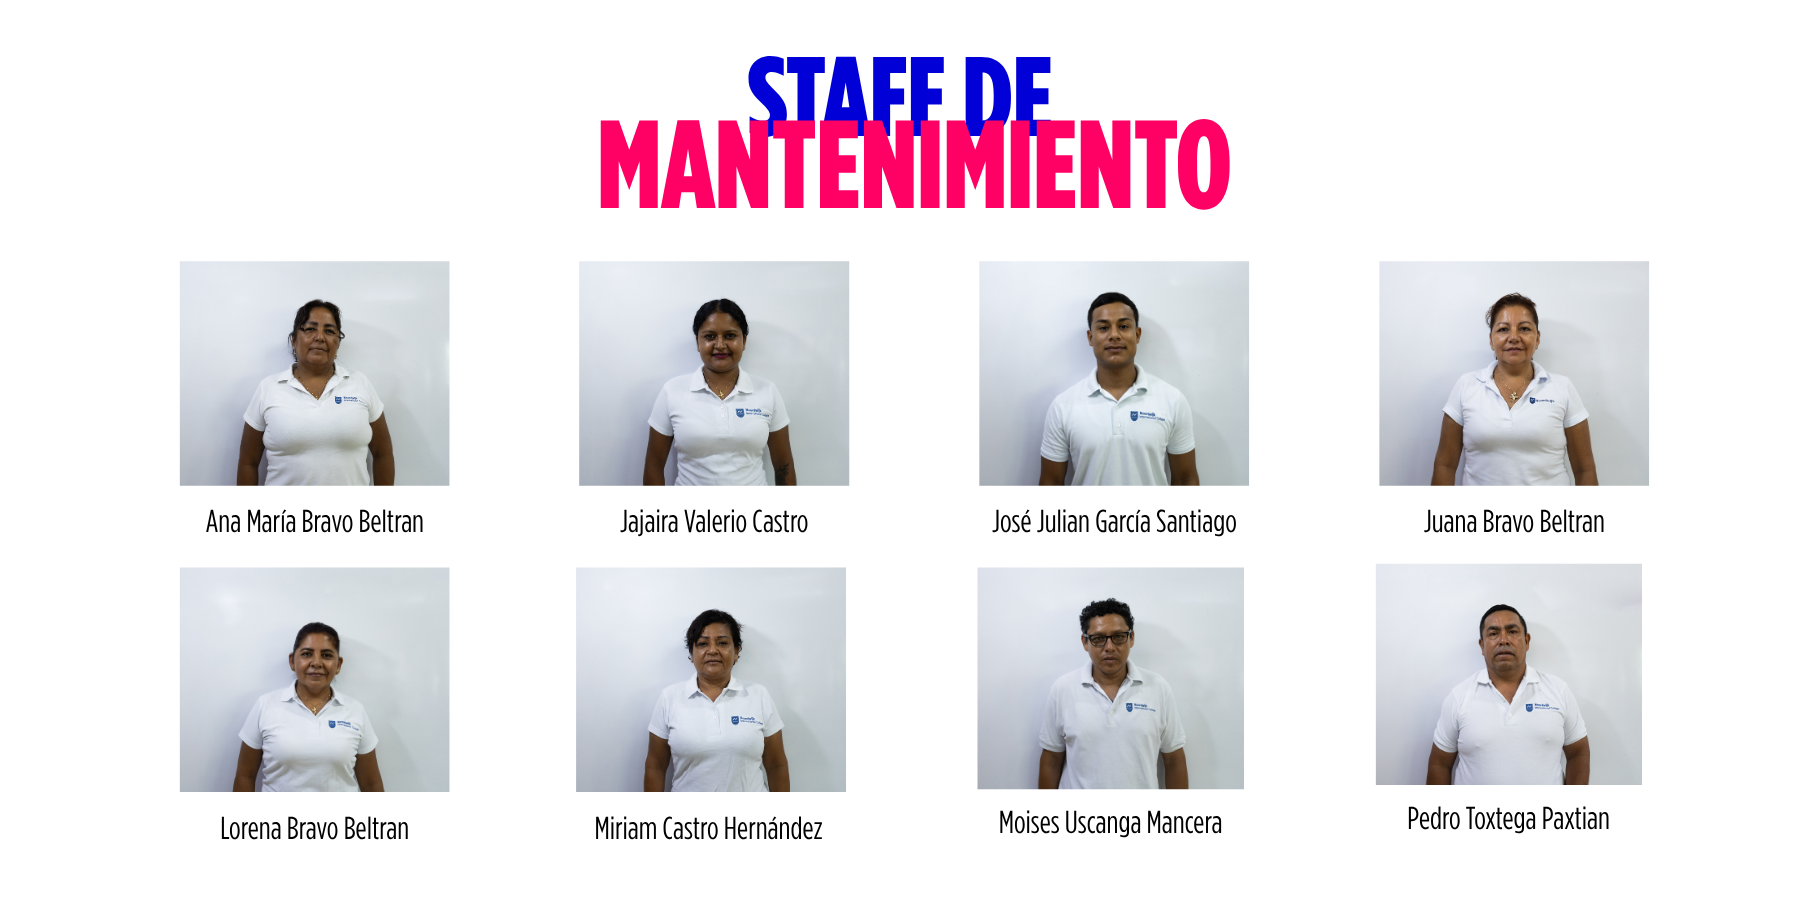 STAFF DE
MANTENIMIENTO
Ana María Bravo Beltran
Jajaira Valerio Castro
José Julian García Santiago
Juana Bravo Beltran
Lorena Bravo Beltran
Miriam Castro Hernández
Moises Uscanga Mancera
Pedro Toxtega Paxtian